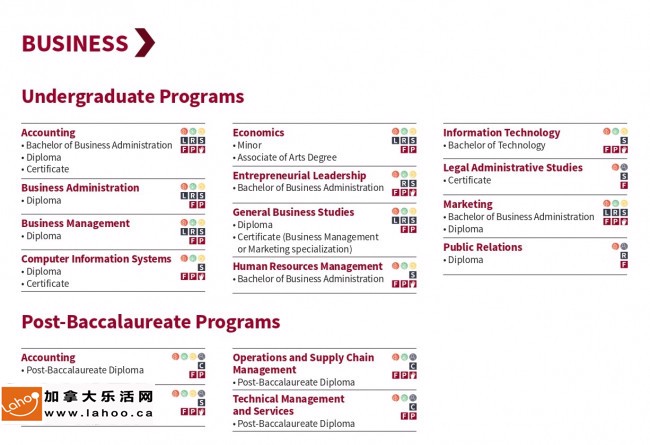 BUSINESS
Undergraduate Programs
Accounting
• Bachelor of Business Administration
• Diploma
• Certificate
L R S
F P
Business Administration
• Diploma
L R S
F P
Business Management
• Diploma
L R S
F P
Computer Information Systems
• Diploma
• Certificate
S
F P
Economics
• Minor
• Associate of Arts Degree
L R S
F P
Entrepreneurial Leadership
• Bachelor of Business Administration
R S
F P
General Business Studies
• Diploma
• Certificate (Business Management
or Marketing specialization)
L R S
F P
Human Resources Management
• Bachelor of Business Administration
S
F P
Information Technology
• Bachelor of Technology
S
F P
Legal Administrative Studies
• Certificate
S
F
Marketing
• Bachelor of Business Administration
• Diploma
L R S
F P
Public Relations
• Diploma
R
F
Post-Baccalaureate Programs
Accounting
• Post-Baccalaureate Diploma
C
F P
S
F P
Operations and Supply Chain
Management
• Post-Baccalaureate Diploma
C
F P
Technical Management
and Services
• Post-Baccalaureate Diploma
C
F P
Lahoo
加拿大乐活网
www.lahoo.ca